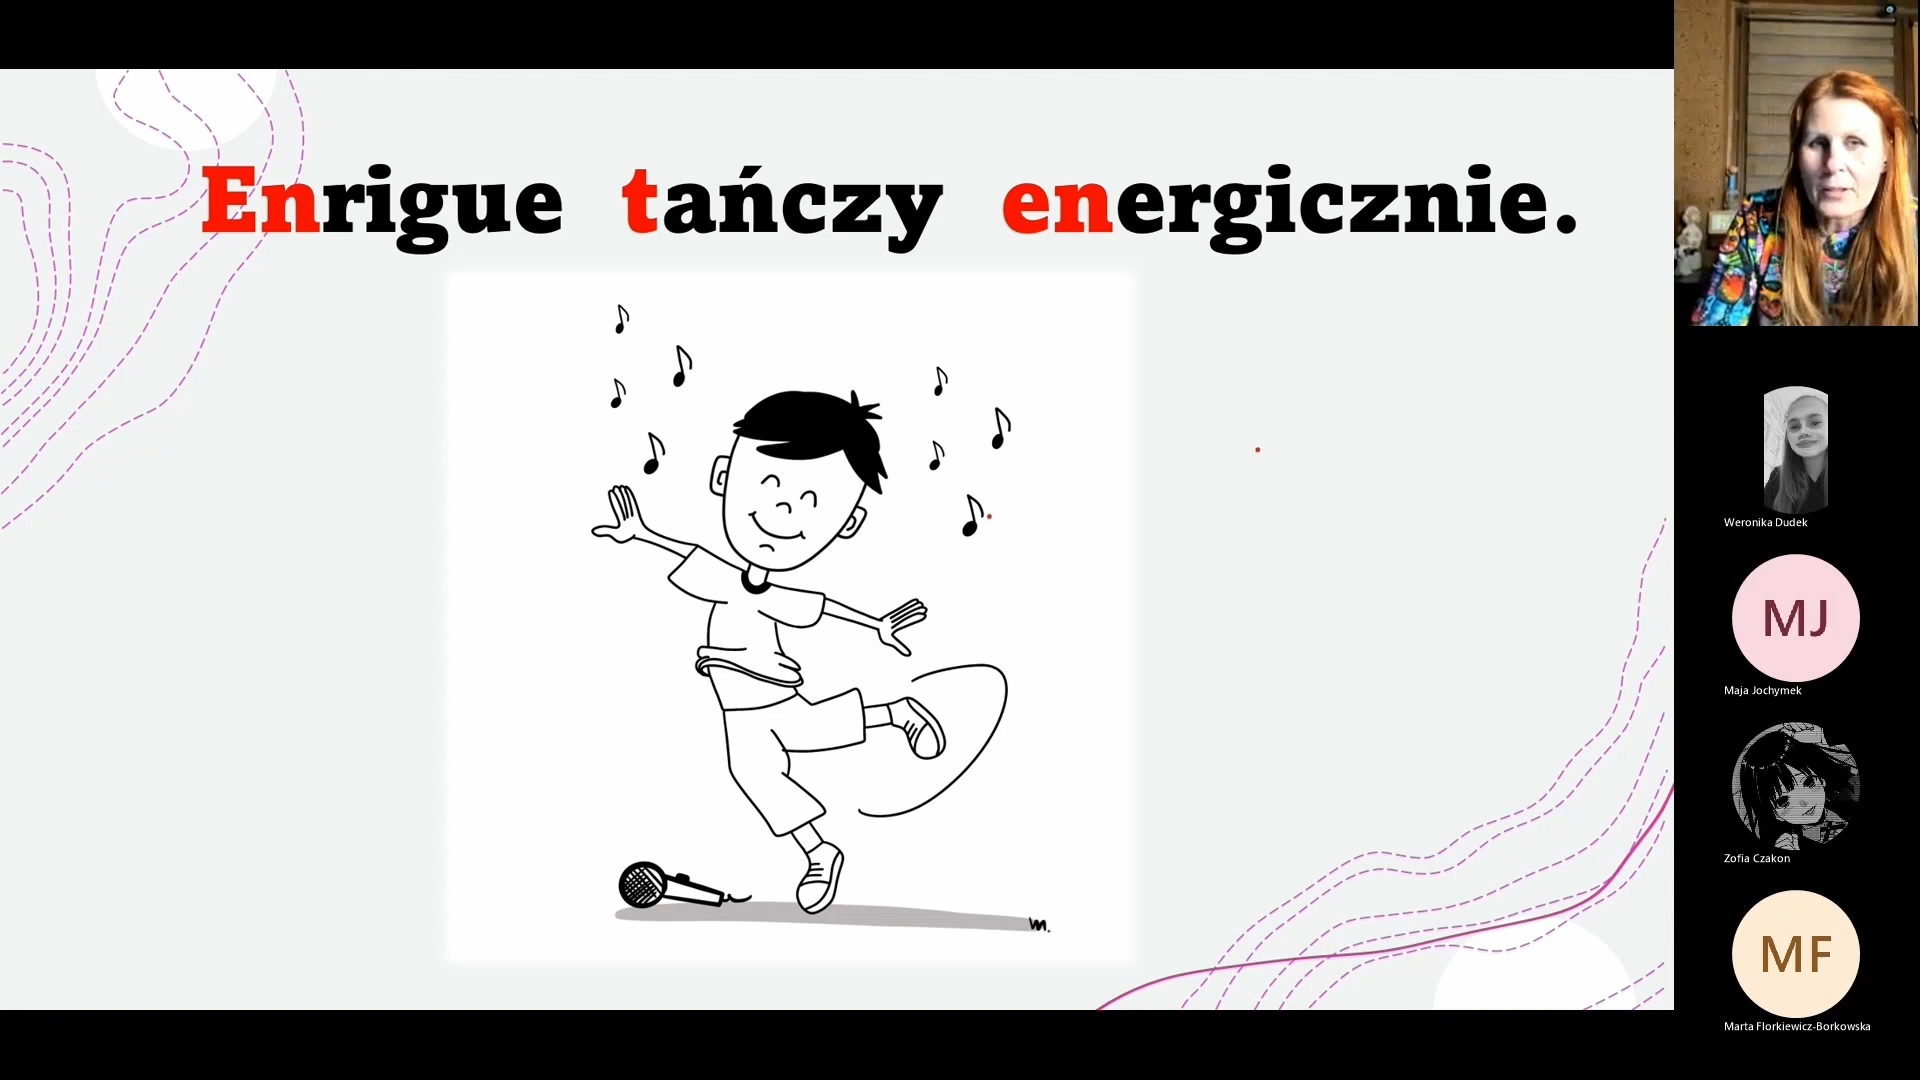 Enrigue tańczy energicznie.
m.
Weronika Dudek
MJ
Maja Jochymek
Zofia Czakon
MF
Marta Florkiewicz-Borkowska